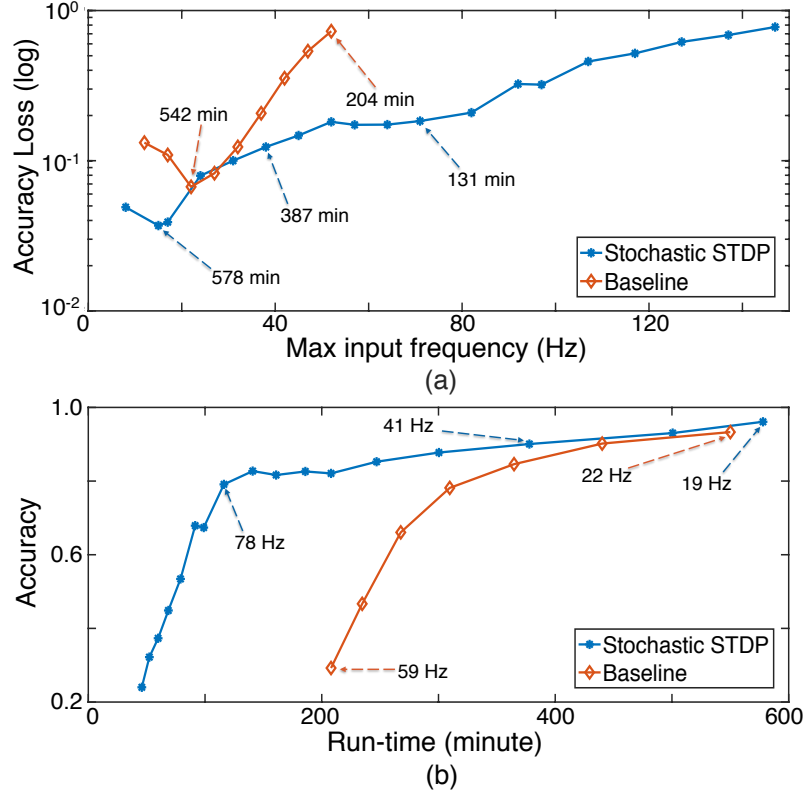 10⁰
10⁻¹
10⁻²
Accuracy Loss (log)
542 min
204 min
387 min
131 min
578 min
Stochastic STDP
Baseline
0 40 80 120
Max input frequency (Hz)
(a)
1.0
0.6
0.2
Accuracy
41 Hz
22 Hz
19 Hz
78 Hz
59 Hz
Stochastic STDP
Baseline
0 200 400 600
Run-time (minute)
(b)